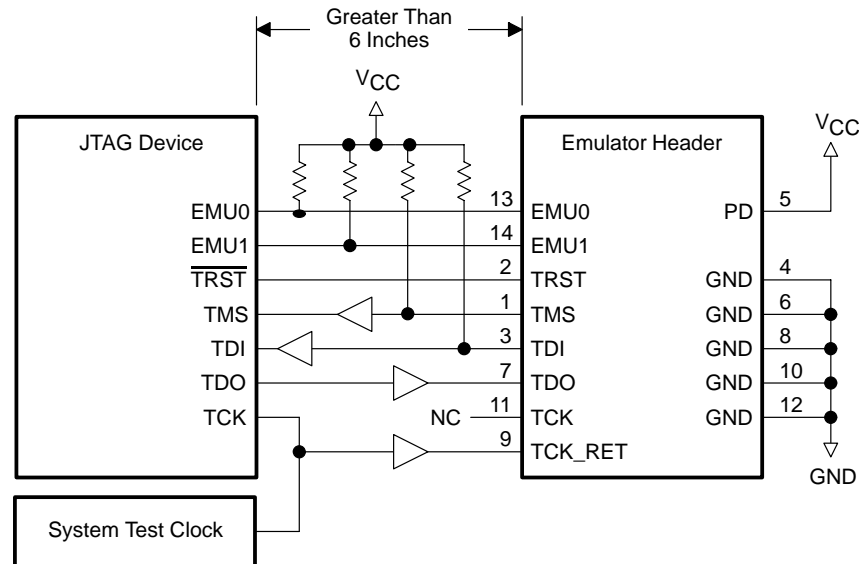 Greater Than
6 Inches
VCC
JTAG Device
Emulator Header
VCC
EMU0
13
EMU0
PD
5
EMU1
14
EMU1
TRST
2
TRST
GND
4
TMS
1
TMS
GND
6
TDI
3
TDI
GND
8
TDO
7
TDO
GND
10
TCK
NC
11
TCK
GND
12
9
TCK_RET
GND
System Test Clock